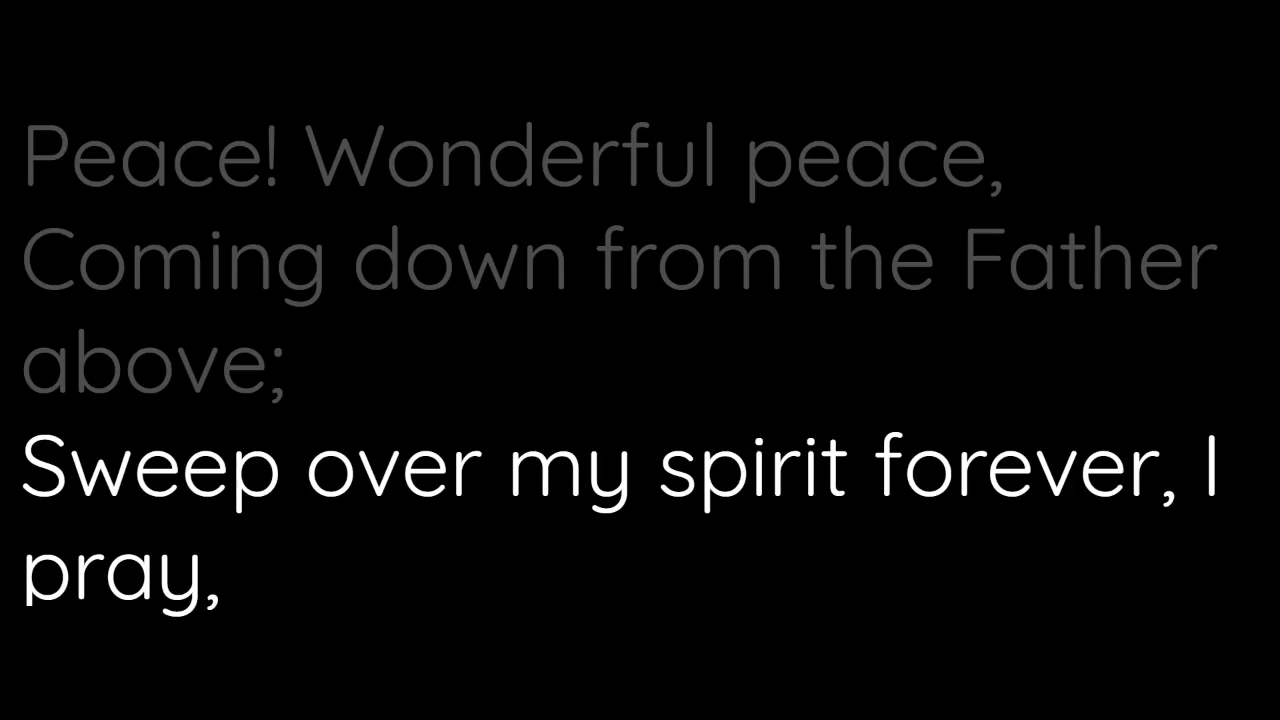 Peace! Wonderful peace,
Coming down from the Father
above;
Sweep over my spirit forever, I
pray,